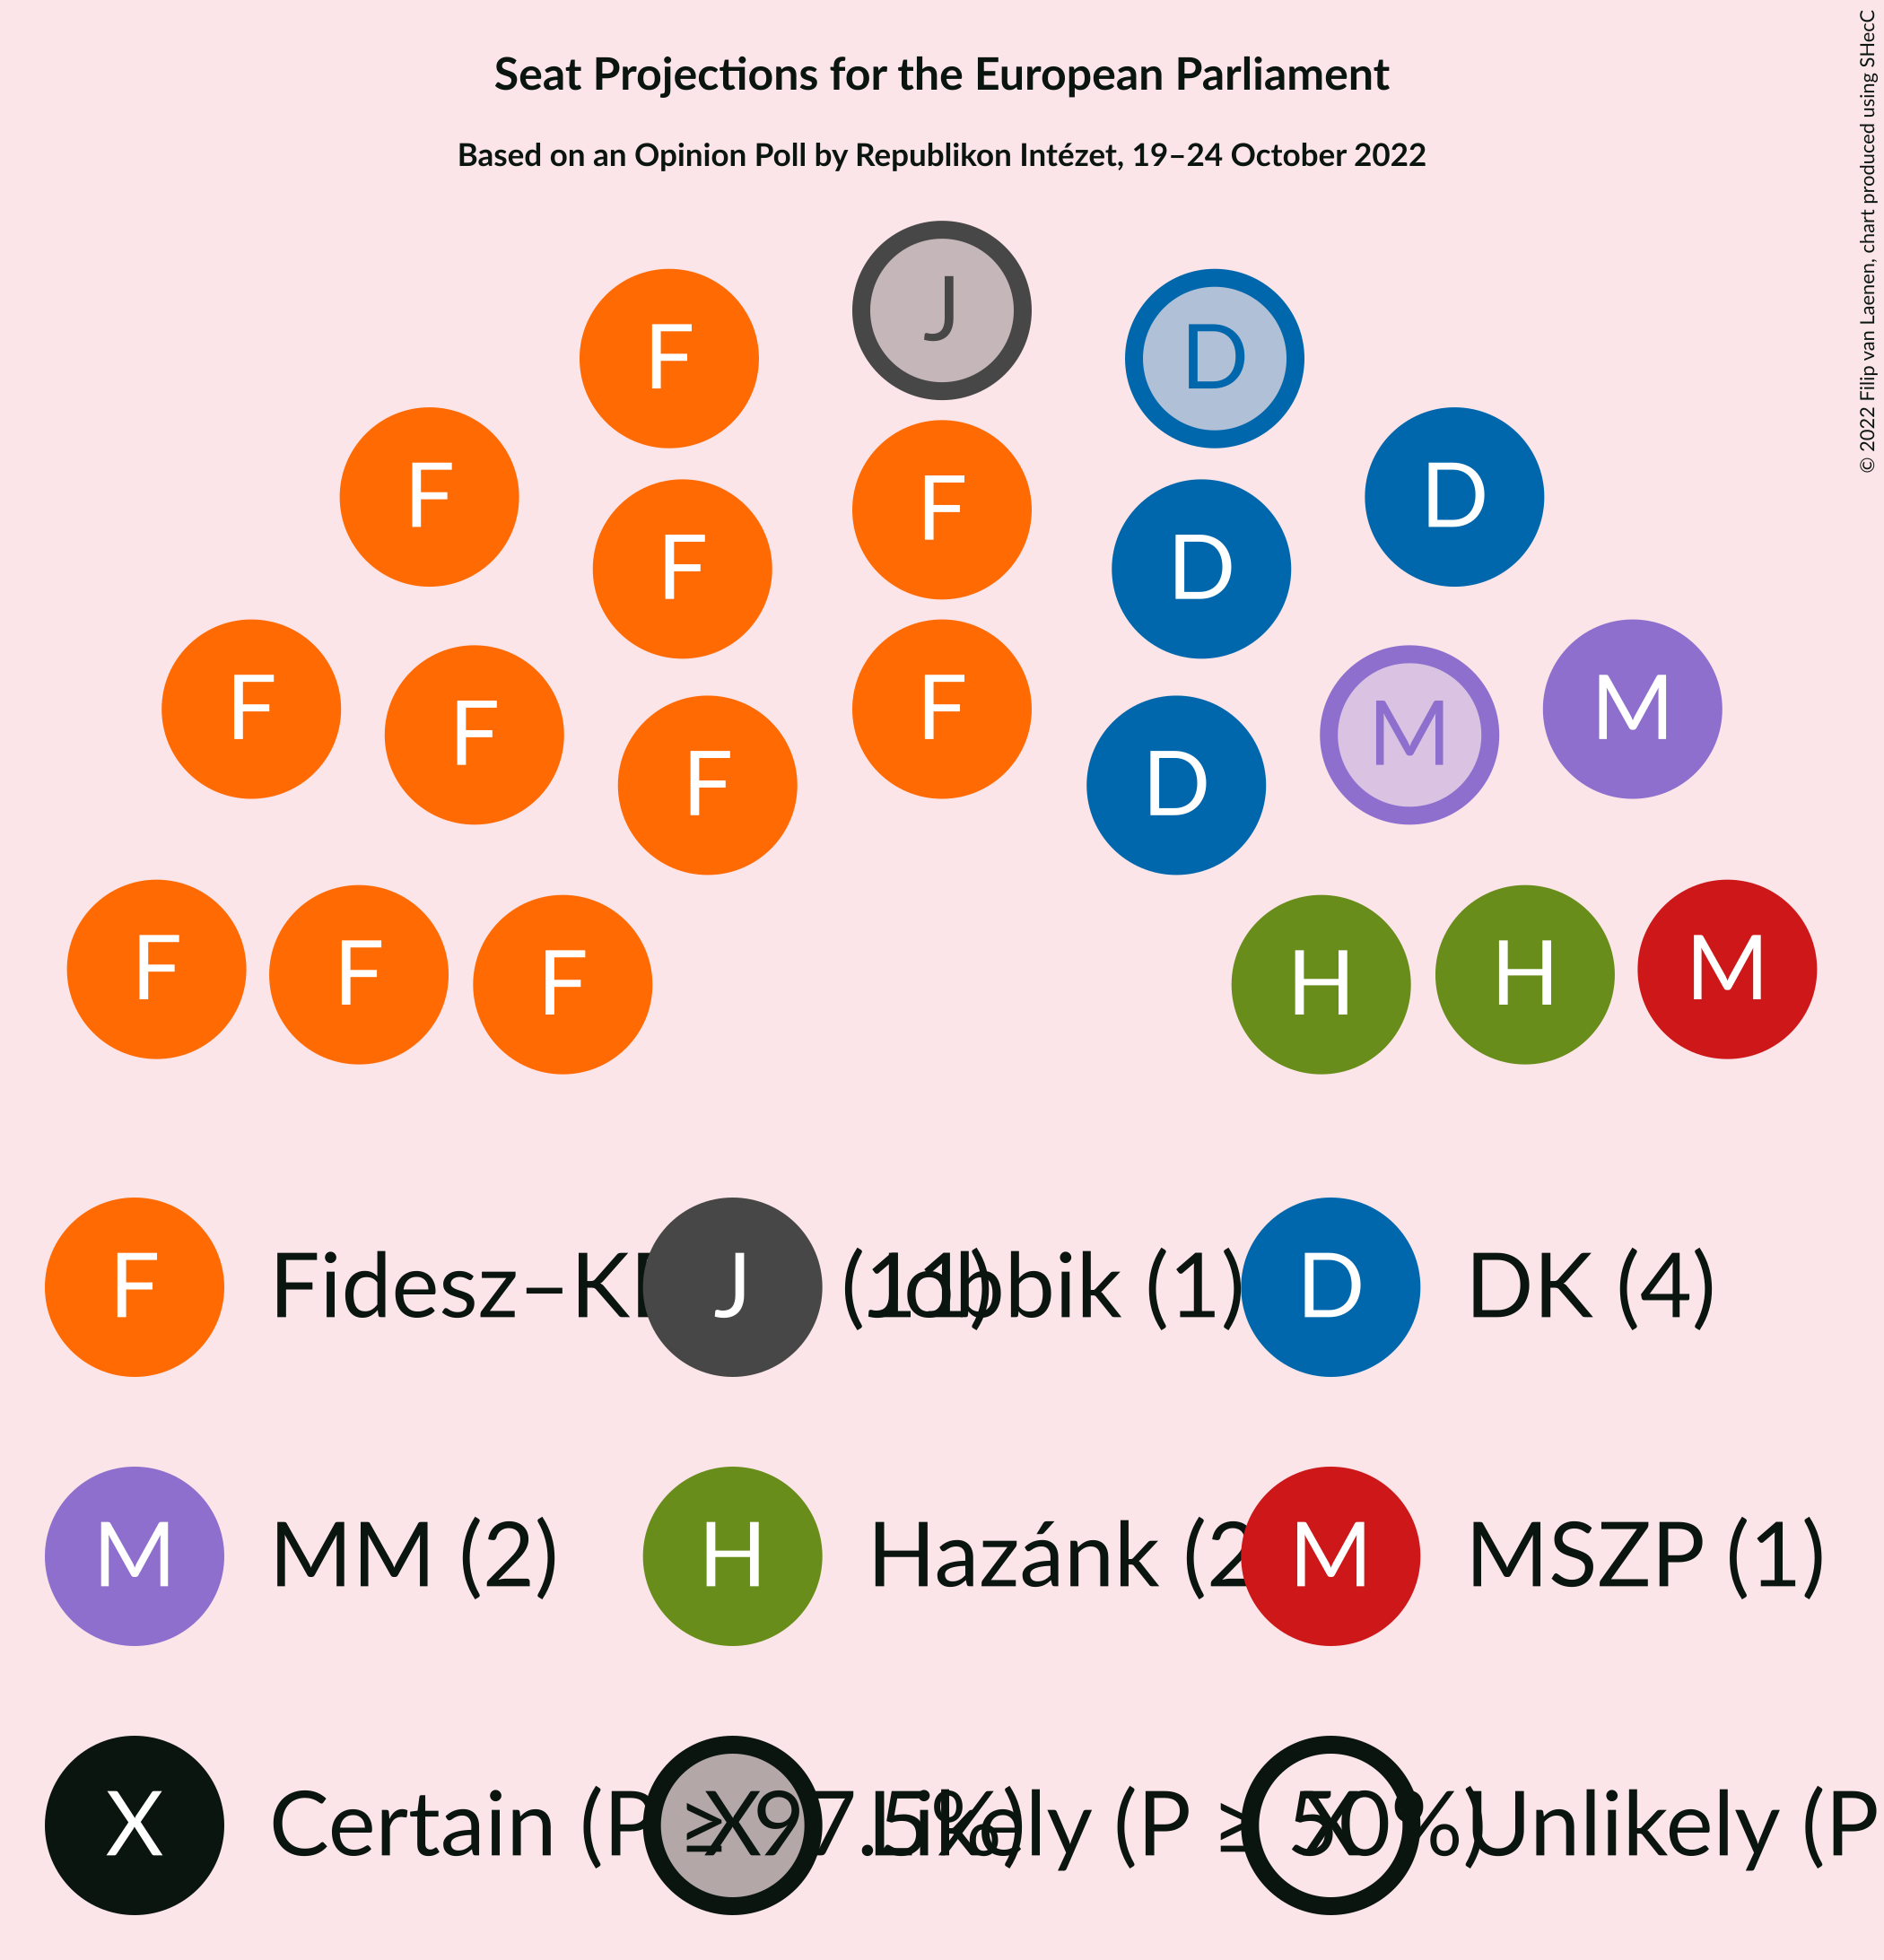 Seat Projections for the European Parliament
Based on an Opinion Poll by Republikon Intézet, 19–24 October 2022
© 2022 Filip van Laenen, chart produced using SHecC
J
F D
F D
F
F D
F F
M M
F
F D
F F H H M
F
F Fidesz–K (11) J Jobbik (1) D DK (4)
M MM (2) H Hazánk (2 M MSZP (1)
X Certain (P ≥ 97.5%) X Likely (P ≥ 50%) X Unlikely (P